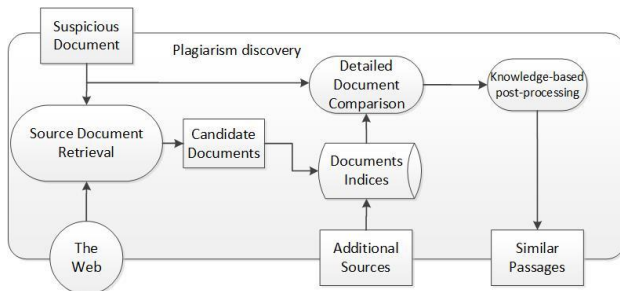 Suspicious
Document
Plagiarism discovery
Detailed
Document
Comparison
Knowledge-based
post-processing
Source Document
Retrieval
Candidate
Documents
Documents
Indices
The
Web
Additional
Sources
Similar
Passages